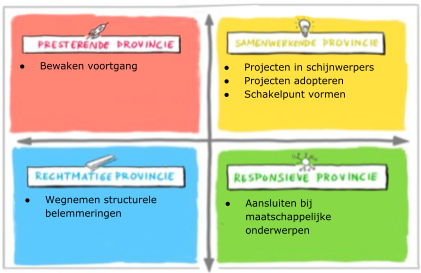 PRESTERENDE PROVINCIE
• Bewaken voortgang
SAMENWERKENDE PROVINCIE
• Projecten in schijnwerpers
• Projecten adopteren
• Schakelpunt vormen
RECHTMATIGE PROVINCIE
• Wegnemen structurele
belemmeringen
RESPONSIEVE PROVINCIE
• Aansluiten bij
maatschappelijke
onderwerpen